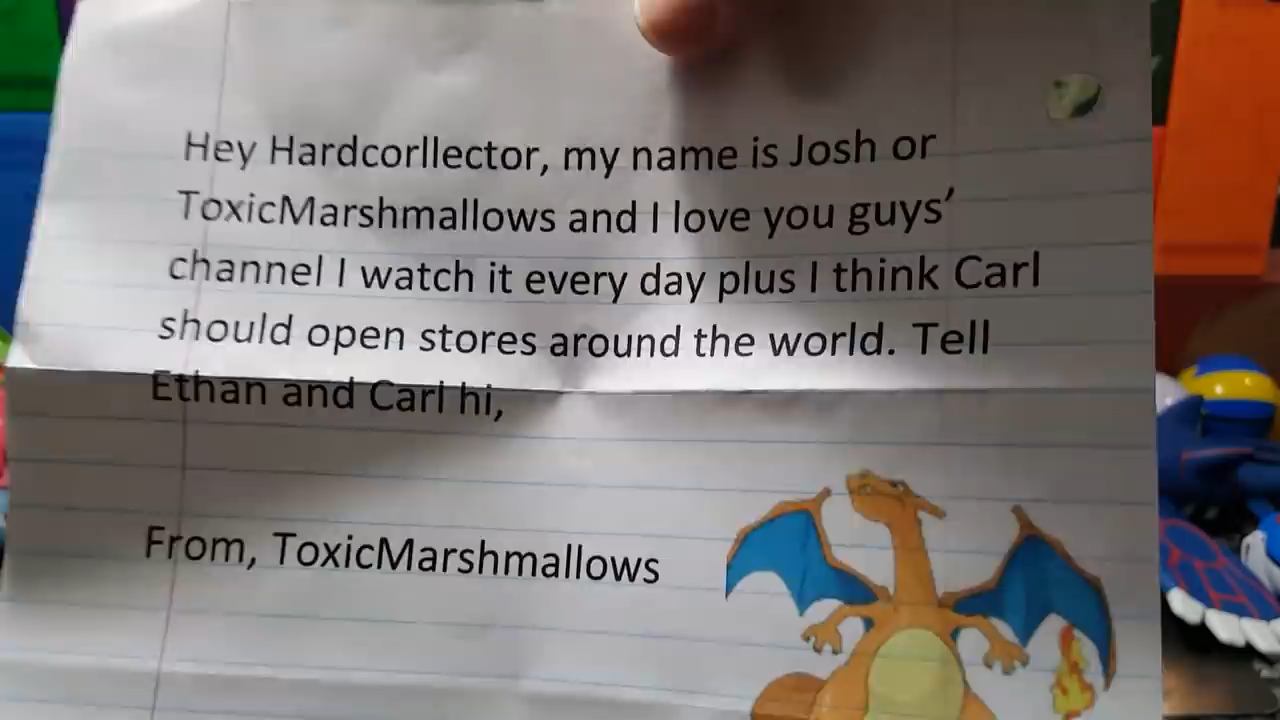 Hey Hardcorllector, my name is Josh or
ToxicMarshmallows and I love you guys’
channel I watch it every day plus I think Carl
should open stores around the world. Tell
Ethan and Carl hi,
From, ToxicMarshmallows